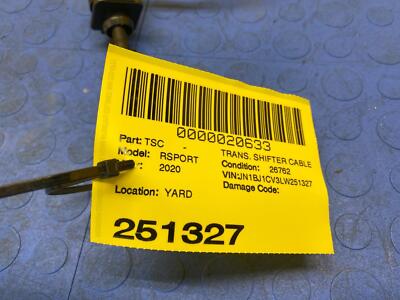 0000020633
Part: TSC - TRANS. SHIFTER CABLE
Model: RSPORT Condition: 26762
2020 VIN:JN1BJ1CV3LW251327
Location: YARD Damage Code:
251327